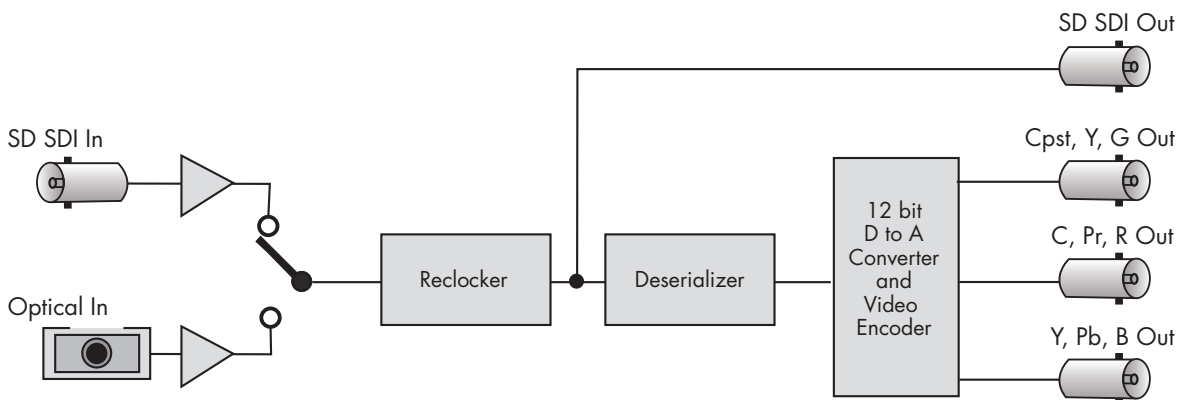 SD SDI Out
SD SDI In
Cpst, Y, G Out
12 bit
D to A
Converter
and
Video
Encoder
C, Pr, R Out
Reclocker
Deserializer
Optical In
Y, Pb, B Out